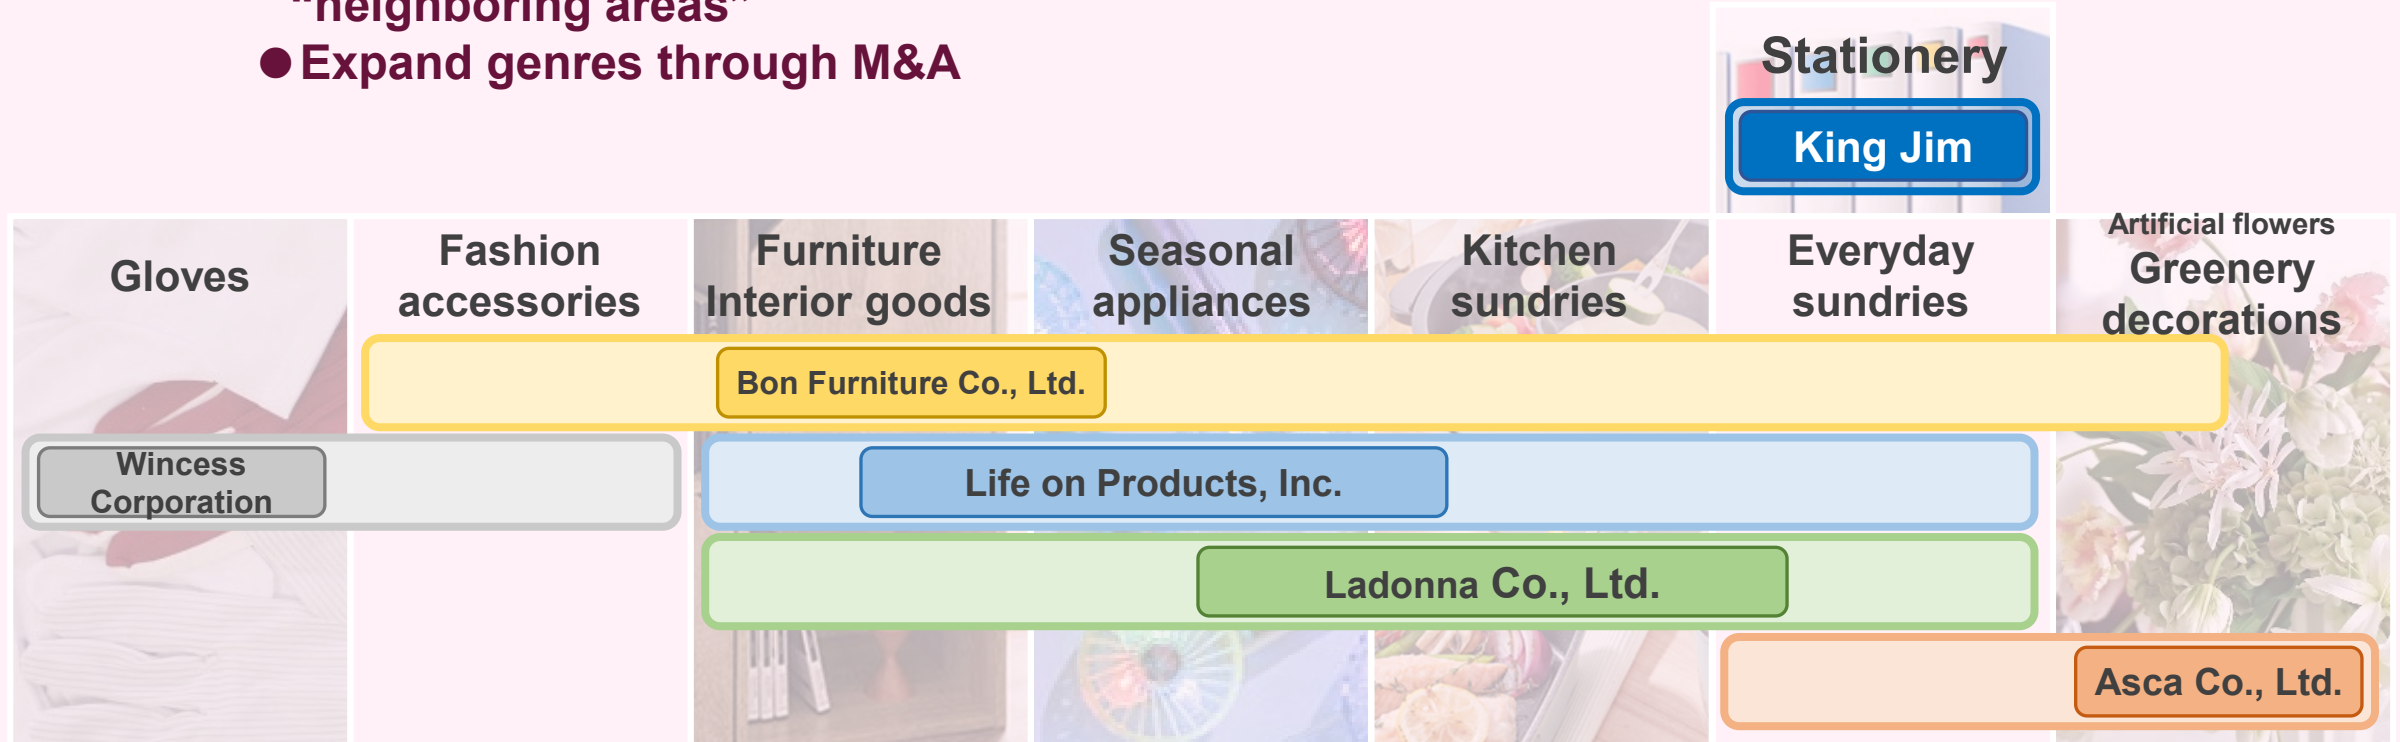 "neighboring areas"
●Expand genres through M&A
Stationery
King Jim
Gloves
Fashion
accessories
Furniture
Interior goods
Seasonal
appliances
Kitchen
sundries
Everyday
sundries
Artificial flowers
Greenery
decorations
Bon Furniture Co., Ltd.
Wincess
Corporation
Life on Products, Inc.
Ladonna Co., Ltd.
Asca Co., Ltd.